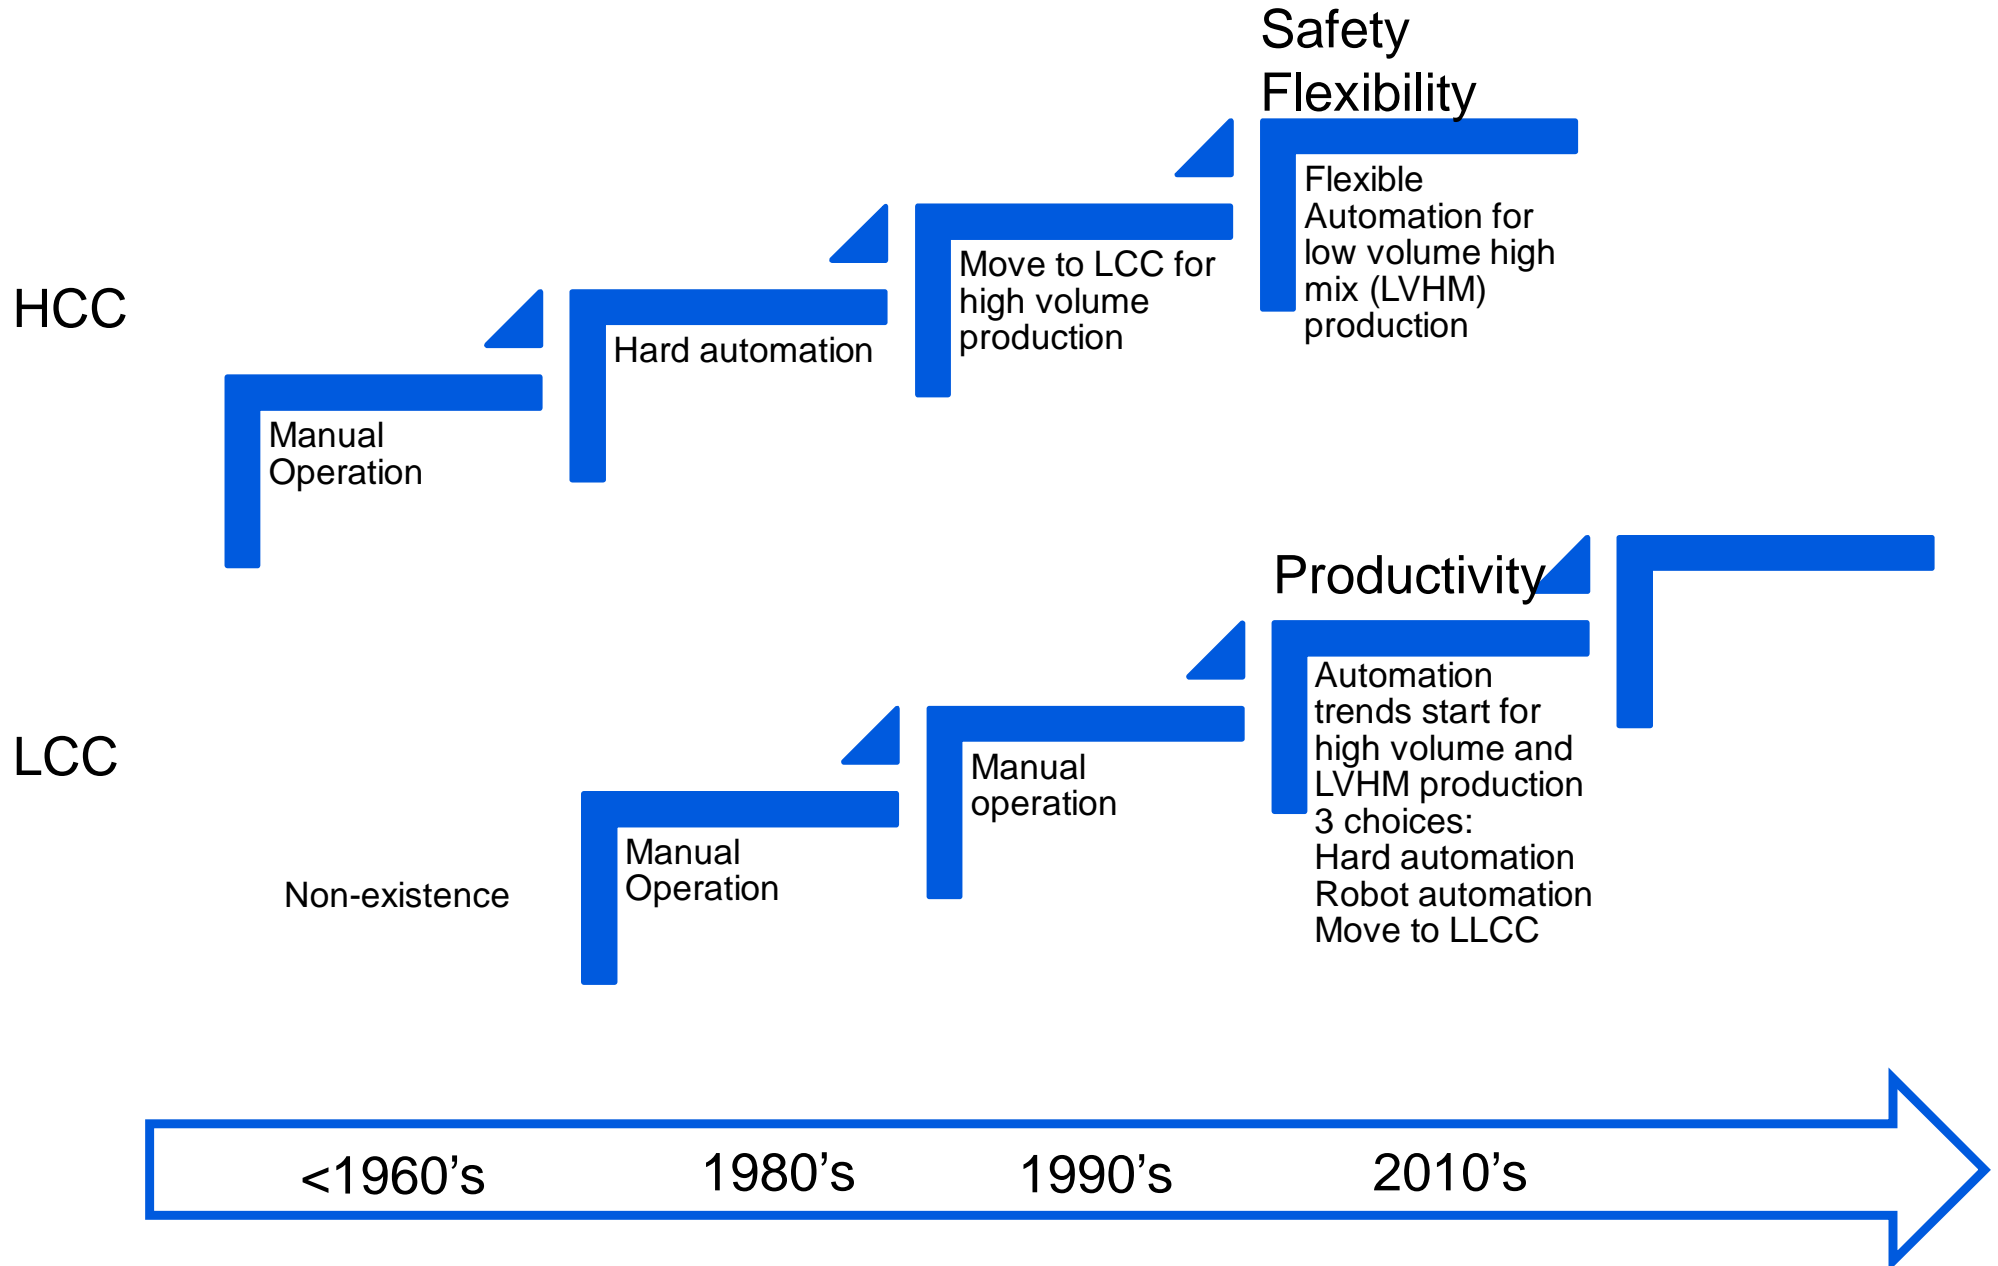 Safety
Flexibility
HCC
Manual
Operation
Hard automation
Move to LCC for
high volume
production
Flexible
Automation for
low volume high
mix (LVHM)
production
LCC
Non-existence
Manual
Operation
Manual
operation
Productivity
Automation
trends start for
high volume and
LVHM production
3 choices:
Hard automation
Robot automation
Move to LLCC
<1960’s
1980’s
1990’s
2010’s